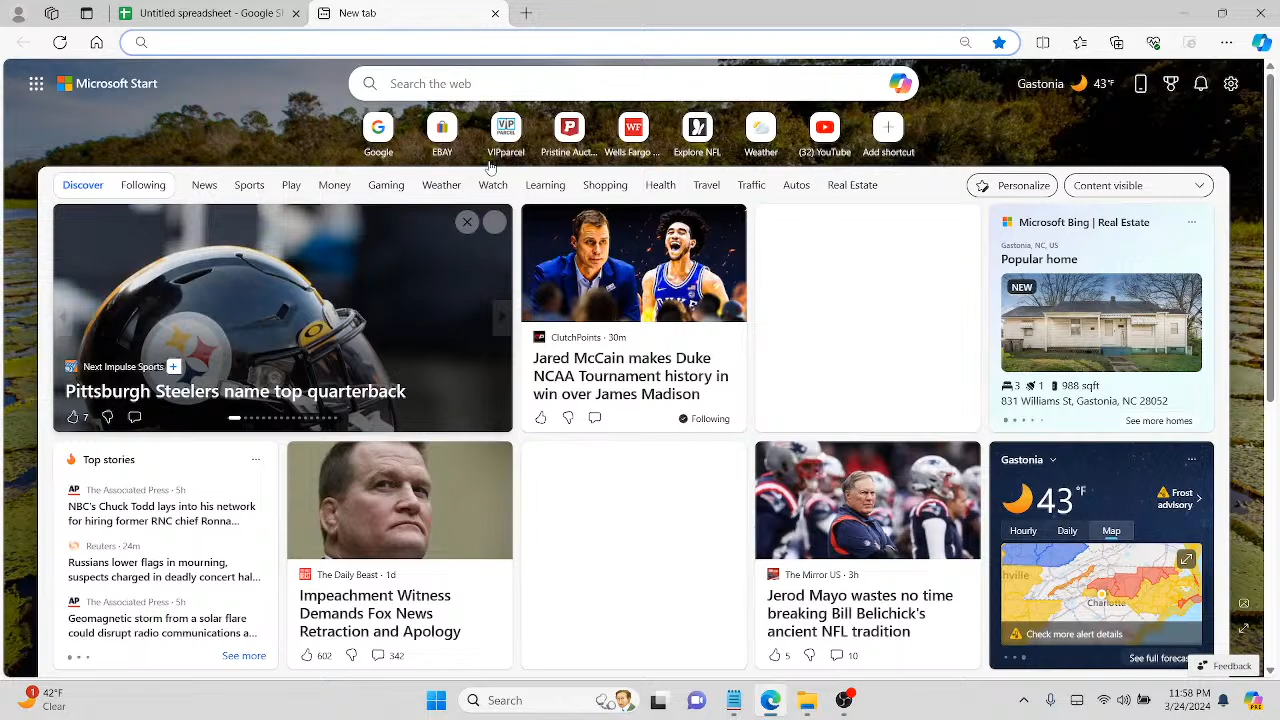 Untitled spreadsheet - Google S
New tab
Microsoft Start
Search the web
Gastonia 43°F
Google
EBAY
VIPparcel
Pristine Auct...
Wells Fargo ...
Explore NFL
Weather
(32) YouTube
Add shortcut
Discover Following News Sports Play Money Gaming Weather Watch Learning Shopping Health Travel Traffic Autos Real Estate
Personalize
Content visible
Next Impulse Sports
Pittsburgh Steelers name top quarterback
7
ClutchPoints · 30m
Jared McCain makes Duke
NCAA Tournament history in
win over James Madison
Following
Microsoft Bing | Real Estate
Gastonia, NC, US
Popular home
NEW
3 1 988 sqft
831 Williams St, Gastonia, NC 28052
See more homes
Top stories
AP The Associated Press · 5h
NBC's Chuck Todd lays into his network
for hiring former RNC chief Ronna...
Reuters · 24m
Russians lower flags in mourning,
suspects charged in deadly concert hal...
AP The Associated Press · 5h
Geomagnetic storm from a solar flare
could disrupt radio communications a...
See more
The Daily Beast · 1d
Impeachment Witness
Demands Fox News
Retraction and Apology
602 342
The Mirror US · 3h
Jerod Mayo wastes no time
breaking Bill Belichick's
ancient NFL tradition
5 10
Gastonia
43 °F
Frost
Hourly Daily Map
hville
Charlotte
Check more alert details
See full forecas
Feedback
1
Search
11:58 PM
3/24/2024
PRE